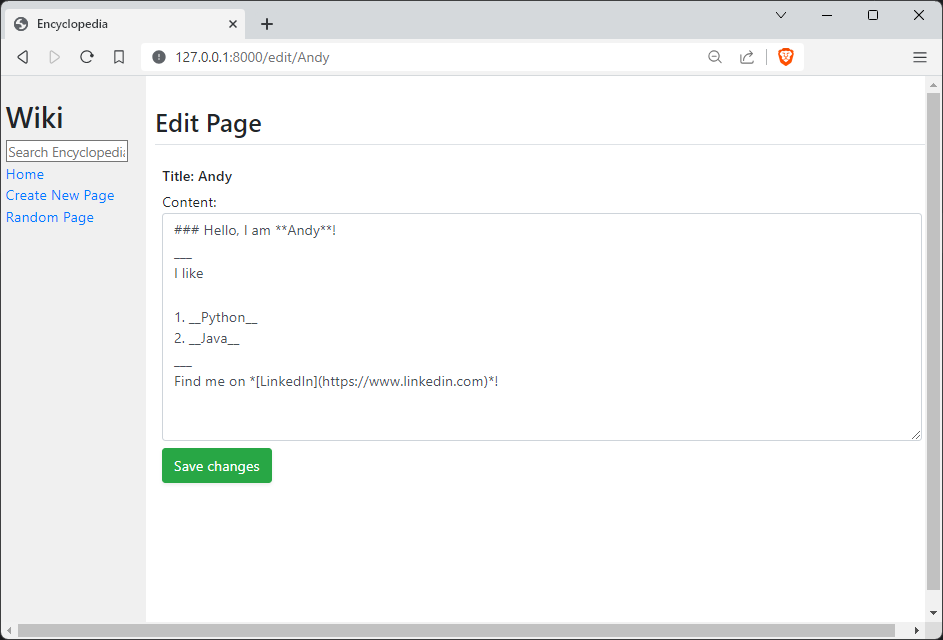 Encyclopedia
127.0.0.1:8000/edit/Andy
Wiki
Search Encyclopedia
Home
Create New Page
Random Page
Edit Page
Title: Andy
Content:
### Hello, I am **Andy**!
___
I like
1. __Python__
2. __Java__
___
Find me on *[LinkedIn](https://www.linkedin.com)*!
Save changes